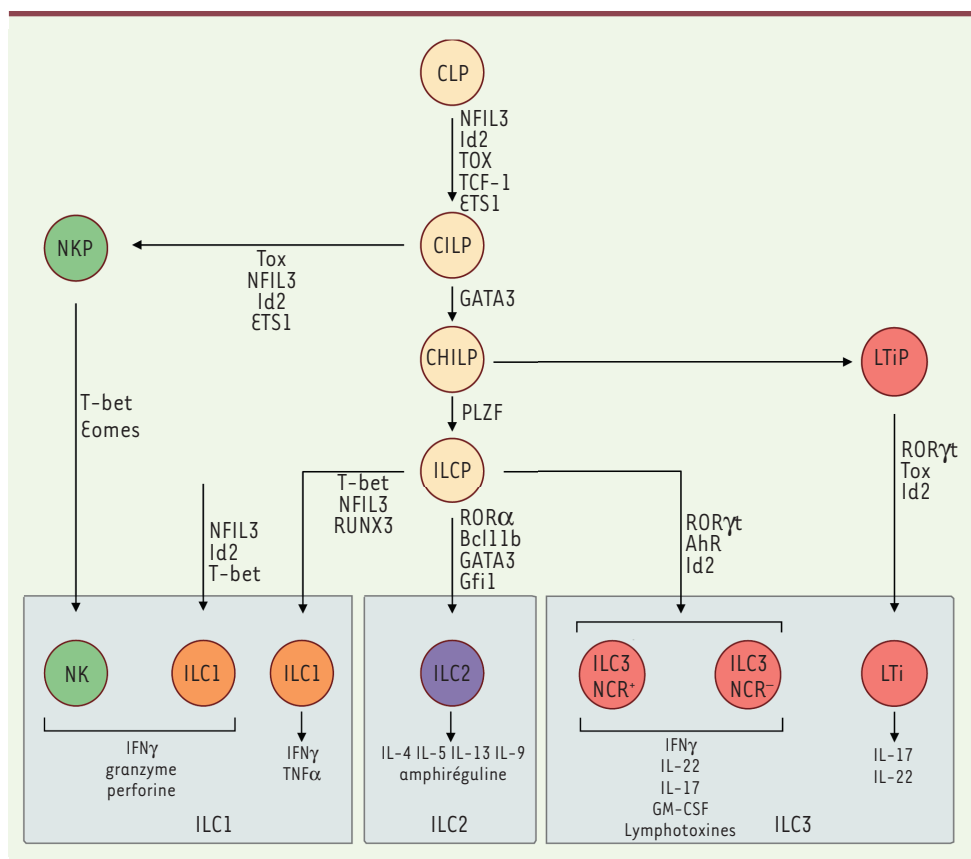 CLP
NFIL3
Id2
TOX
TCF-1
ETS1
NKP
CILP
Tox
NFIL3
Id2
ETS1
GATA3
CHILP
LTiP
PLZF
T-bet
Eomes
ILCP
RORγt
Tox
Id2
T-bet
NFIL3
RUNX3
NFIL3
Id2
T-bet
RORα
Bcl11b
GATA3
Gfi1
RORγt
AhR
Id2
NK
ILC1
ILC1
ILC2
ILC3
NCR⁺
ILC3
NCR⁻
LTi
IFNγ
granzyme
perforine
IFNγ
TNFα
IL-4 IL-5 IL-13 IL-9
amphiréguline
IFNγ
IL-22
IL-17
GM-CSF
Lymphotoxines
IL-17
IL-22
ILC1
ILC2
ILC3